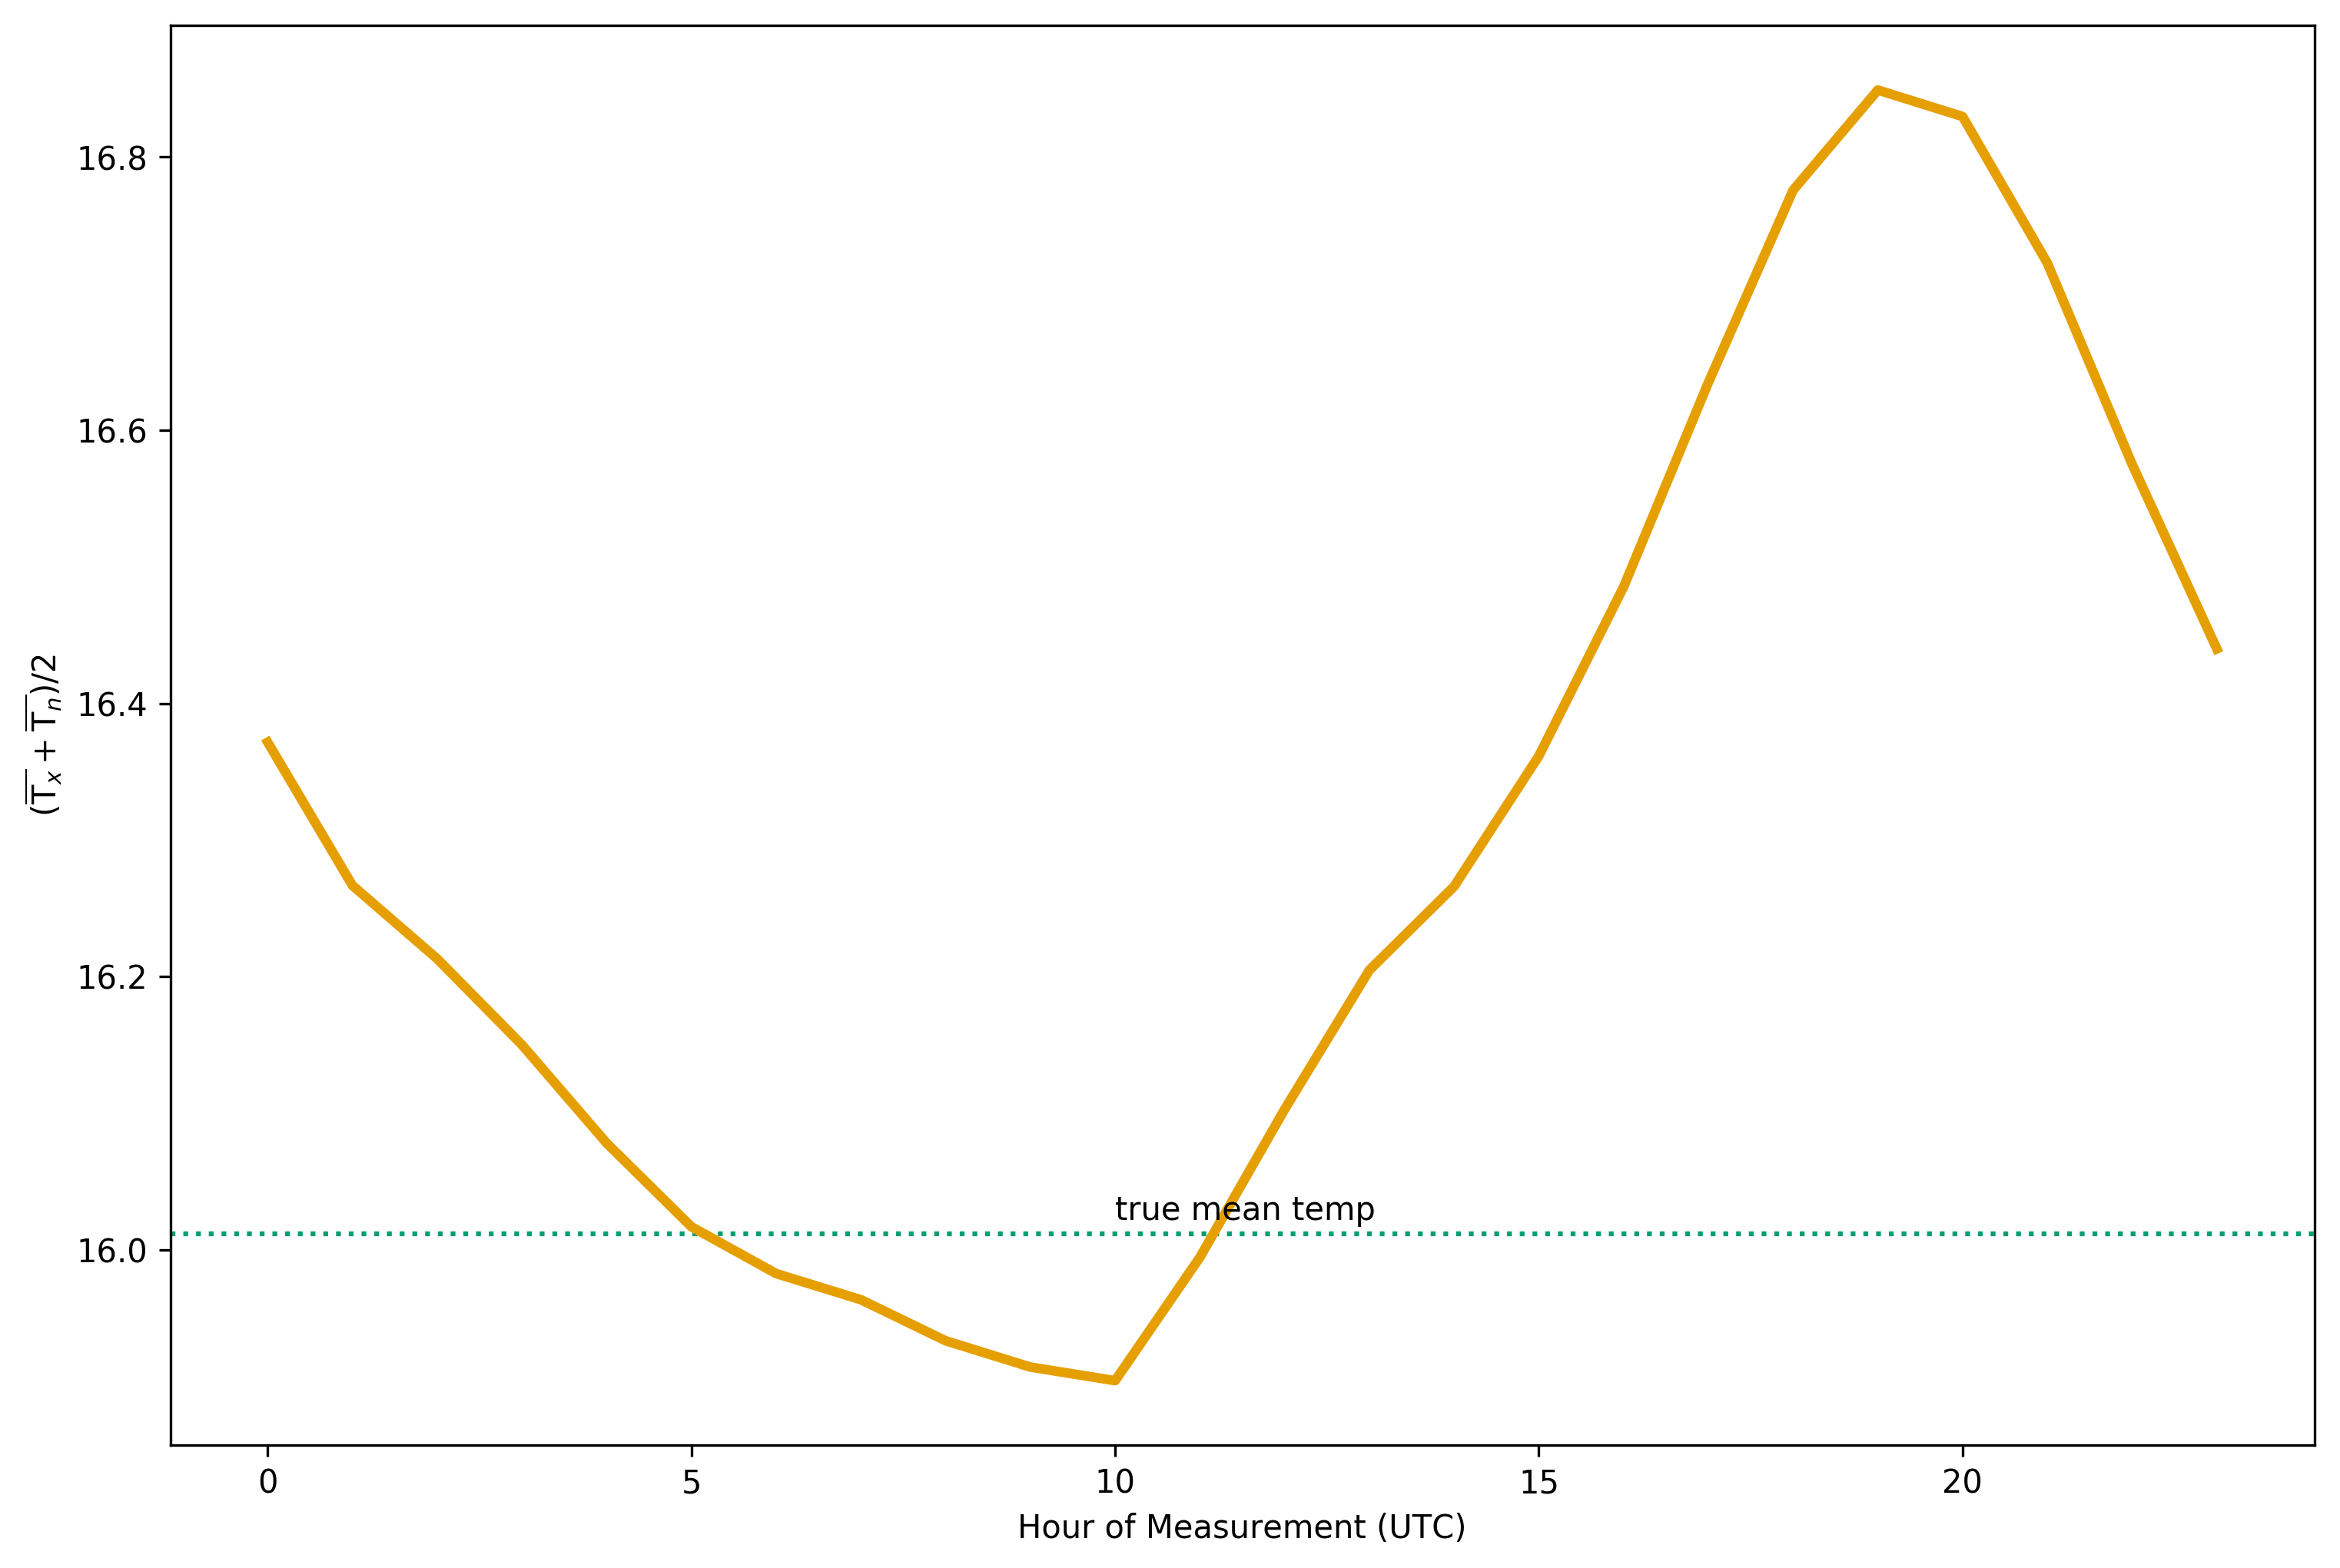 16.8
16.6
16.4
16.2
16.0
(T̅ₓ + T̅ₙ)/2
true mean temp
0 5 10 15 20
Hour of Measurement (UTC)